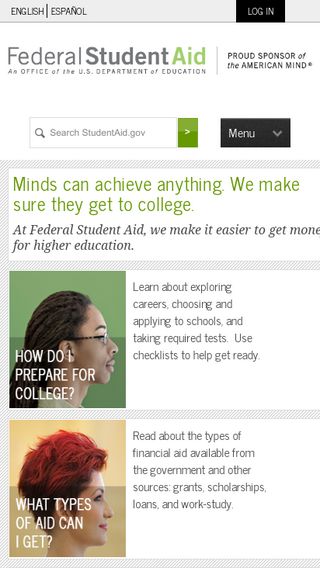 ENGLISH | ESPAÑOL LOG IN
Federal Student Aid
An OFFICE of the U.S. DEPARTMENT of EDUCATION
PROUD SPONSOR of
the AMERICAN MIND®
Search StudentAid.gov >
Menu
Minds can achieve anything. We make
sure they get to college.
At Federal Student Aid, we make it easier to get mone
for higher education.
HOW DO I
PREPARE FOR
COLLEGE?
Learn about exploring
careers, choosing and
applying to schools, and
taking required tests. Use
checklists to help get ready.
WHAT TYPES
OF AID CAN
I GET?
Read about the types of
financial aid available from
the government and other
sources: grants, scholarships,
loans, and work-study.